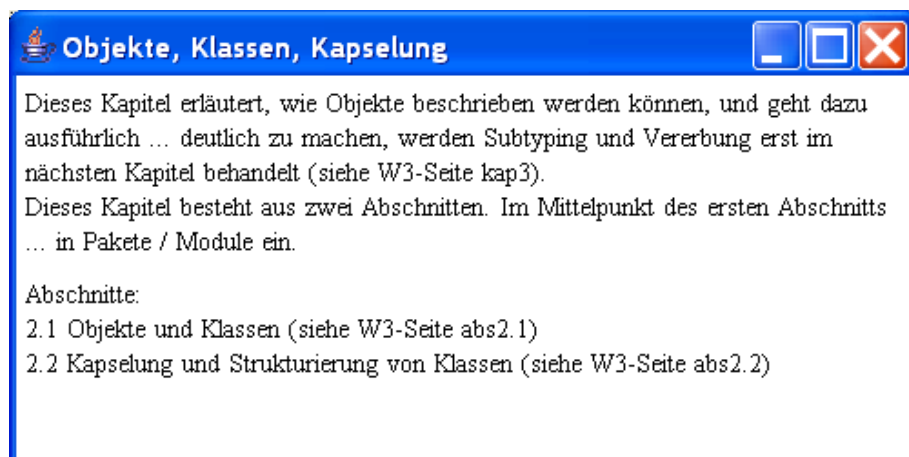 Objekte, Klassen, Kapselung
Dieses Kapitel erläutert, wie Objekte beschrieben werden können, und geht dazu
ausführlich ... deutlich zu machen, werden Subtyping und Vererbung erst im
nächsten Kapitel behandelt (siehe W3-Seite kap3).
Dieses Kapitel besteht aus zwei Abschnitten. Im Mittelpunkt des ersten Abschnitts
... in Pakete / Module ein.
Abschnitte:
2.1 Objekte und Klassen (siehe W3-Seite abs2.1)
2.2 Kapselung und Strukturierung von Klassen (siehe W3-Seite abs2.2)